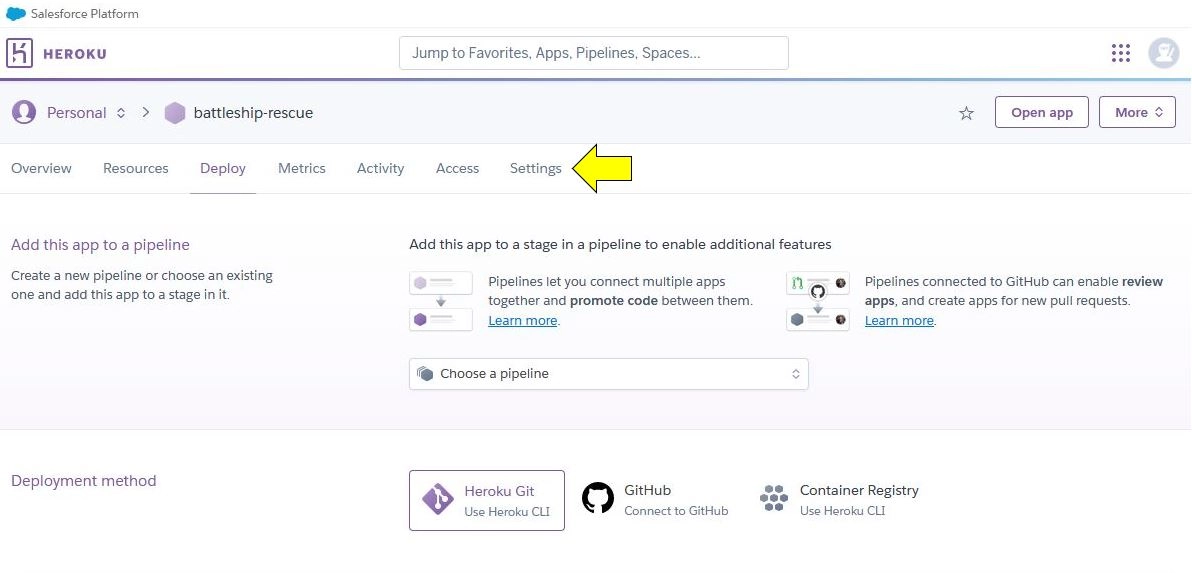 Salesforce Platform
HEROKU
Jump to Favorites, Apps, Pipelines, Spaces...
Personal
battleship-rescue
Open app
More
Overview Resources Deploy Metrics Activity Access Settings
Add this app to a pipeline
Create a new pipeline or choose an existing
one and add this app to a stage in it.
Add this app to a stage in a pipeline to enable additional features
Pipelines let you connect multiple apps
together and promote code between them.
Learn more.
Pipelines connected to GitHub can enable review
apps, and create apps for new pull requests.
Learn more.
Choose a pipeline
Deployment method
Heroku Git
Use Heroku CLI
GitHub
Connect to GitHub
Container Registry
Use Heroku CLI